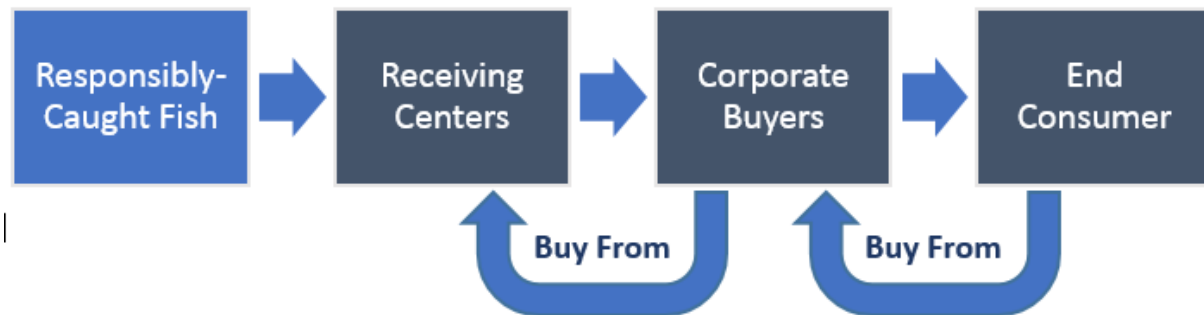 Responsibly-
Caught Fish
Receiving
Centers
Corporate
Buyers
End
Consumer
Buy From
Buy From